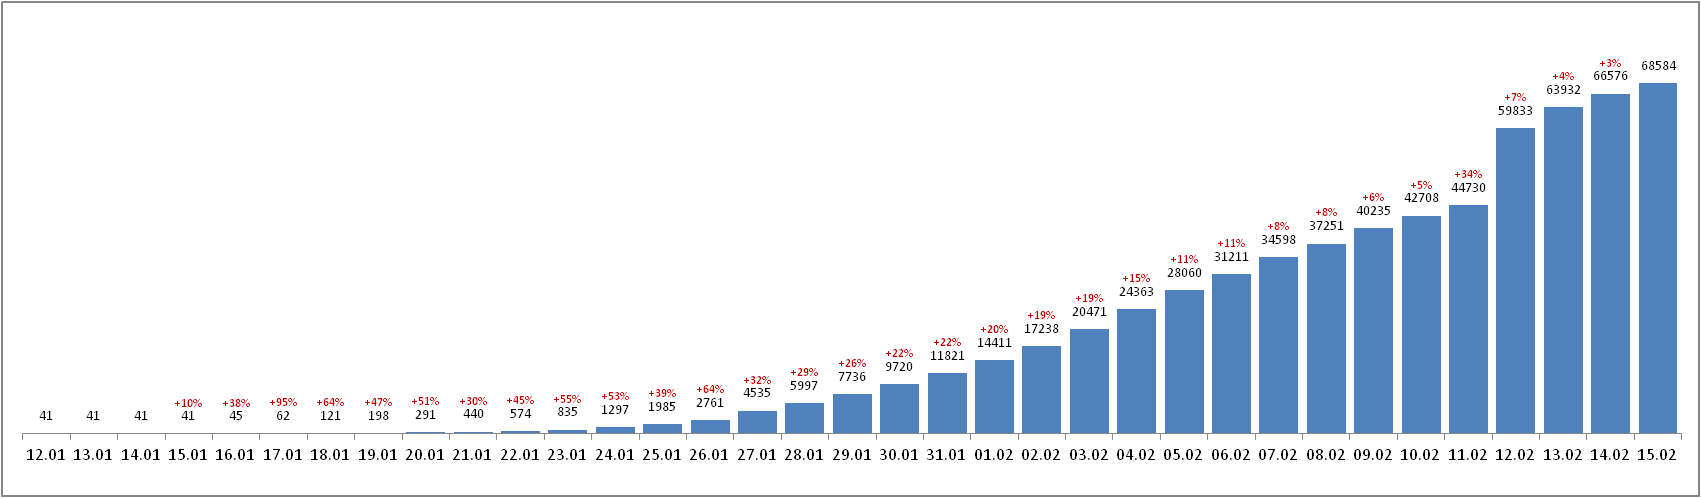 41 41 41 +10% 41 +38% 45 +95% 62 +64% 121 +47% 198 +51% 291 +30% 440 +45% 574 +55% 835 +53% 1297 +39% 1985 +64% 2761 +32% 4535 +29% 5997 +26% 7736 +22% 9720 +22% 11821 +20% 14411 +19% 17238 +19% 20471 +15% 24363 +11% 28060 +11% 31211 +8% 34598 +8% 37251 +6% 40235 +5% 42708 +34% 44730 +7% 59833 +4% 63932 +3% 66576 68584
12.01 13.01 14.01 15.01 16.01 17.01 18.01 19.01 20.01 21.01 22.01 23.01 24.01 25.01 26.01 27.01 28.01 29.01 30.01 31.01 01.02 02.02 03.02 04.02 05.02 06.02 07.02 08.02 09.02 10.02 11.02 12.02 13.02 14.02 15.02